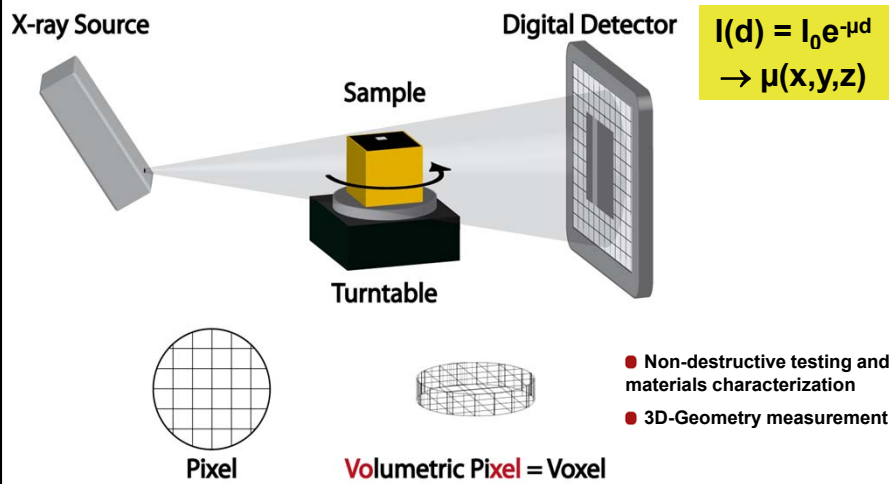 X-ray Source
Digital Detector
I(d) = I₀e⁻ᵘᵈ
→ µ(x,y,z)
Sample
Turntable
Pixel
Volumetric Pixel = Voxel
Non-destructive testing and
materials characterization
3D-Geometry measurement